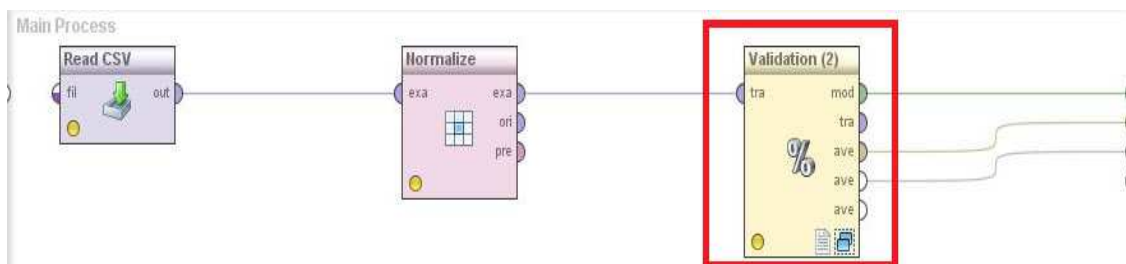 Main Process
Read CSV
fil out
Normalize
exa exa
ori
pre
Validation (2)
tra mod
tra
ave
%
ave
ave